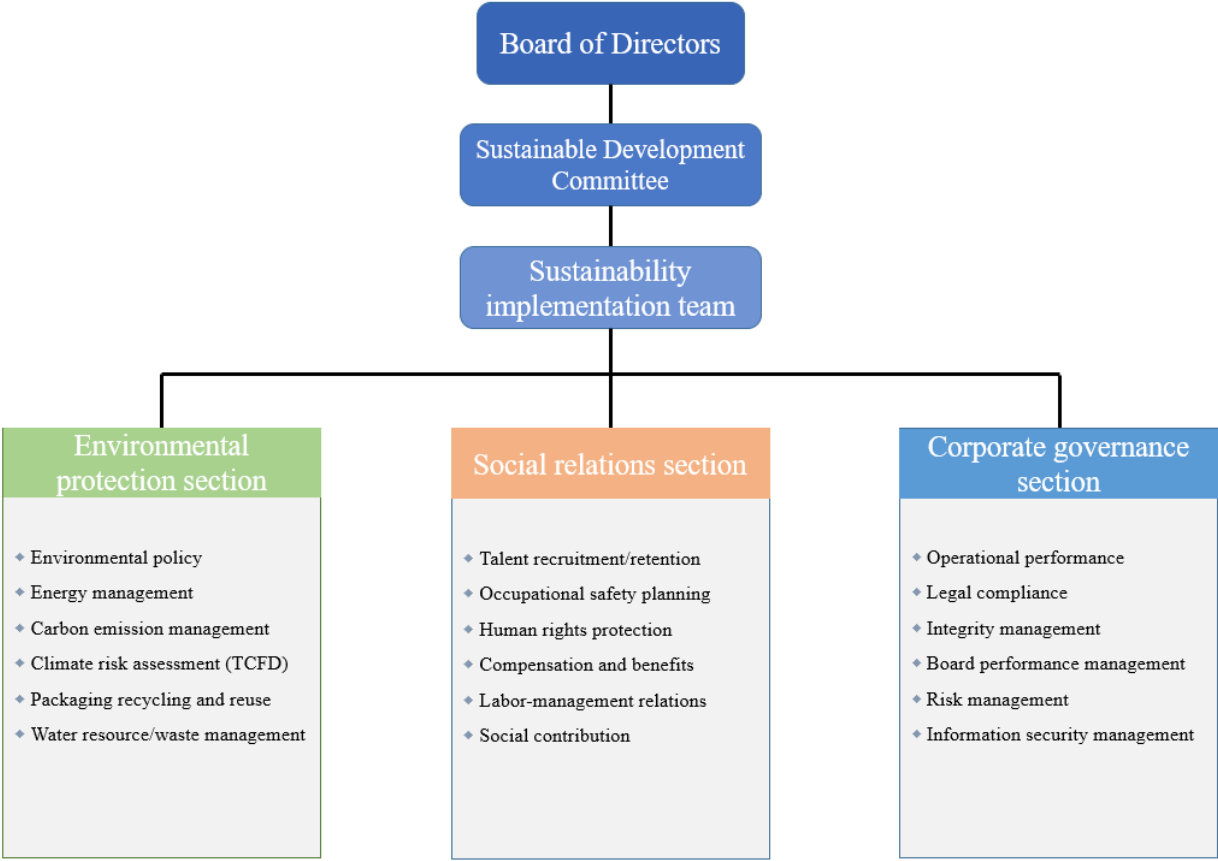 Board of Directors
Sustainable Development
Committee
Sustainability
implementation team
Environmental
protection section
Environmental policy
Energy management
Carbon emission management
Climate risk assessment (TCFD)
Packaging recycling and reuse
Water resource/waste management
Social relations section
Talent recruitment/retention
Occupational safety planning
Human rights protection
Compensation and benefits
Labor-management relations
Social contribution
Corporate governance
section
Operational performance
Legal compliance
Integrity management
Board performance management
Risk management
Information security management